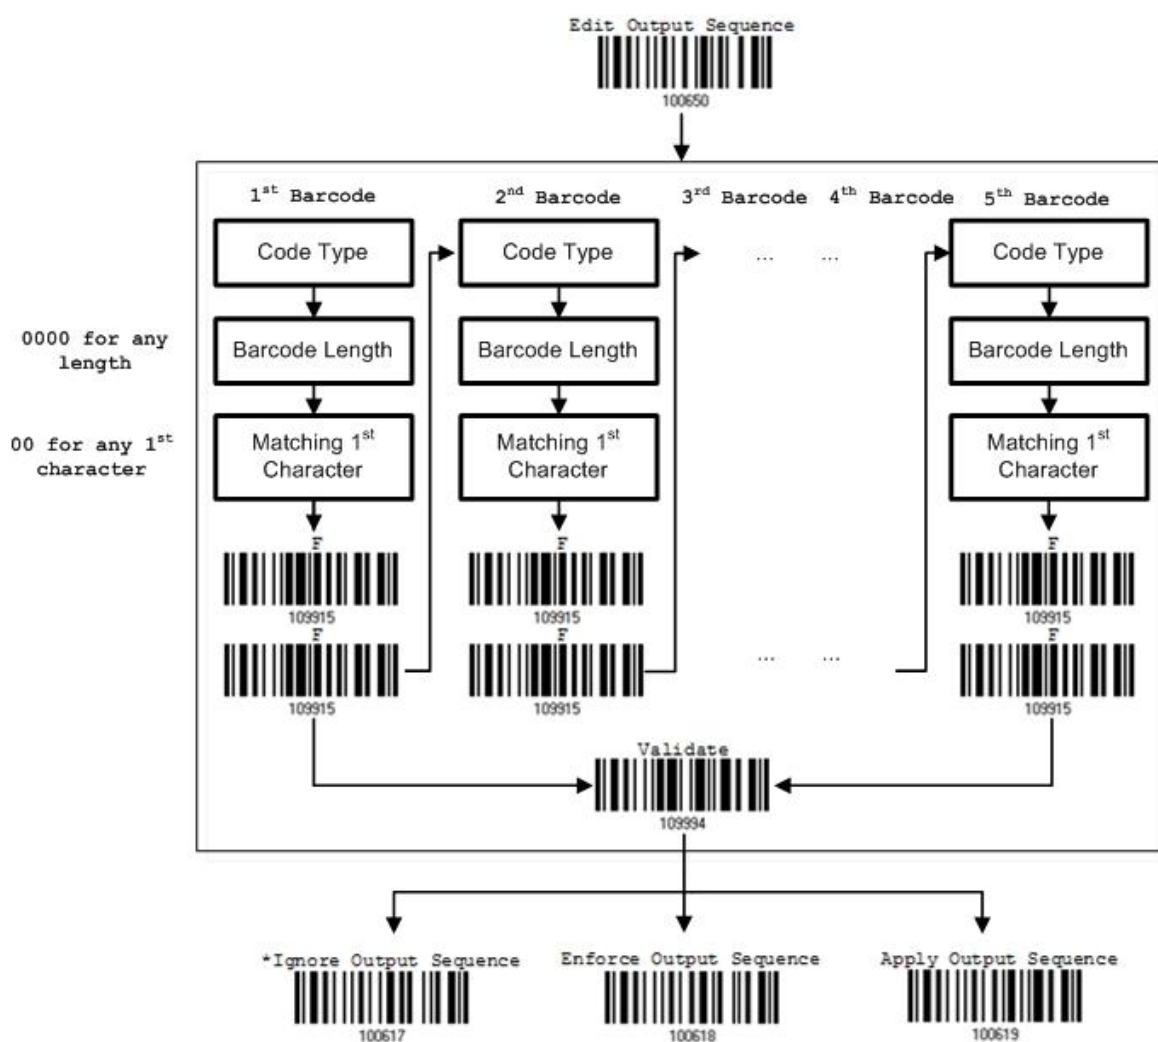 Edit Output Sequence
100650
1st Barcode 2nd Barcode 3rd Barcode 4th Barcode 5th Barcode
Code Type Code Type ... ... Code Type
0000 for any
length
Barcode Length Barcode Length Barcode Length
00 for any 1st
character
Matching 1st
Character
Matching 1st
Character
Matching 1st
Character
F F F
109915 109915 109915
F F F
... ...
109915 109915 109915
Validate
109994
*Ignore Output Sequence Enforce Output Sequence Apply Output Sequence
100617 100618 100619